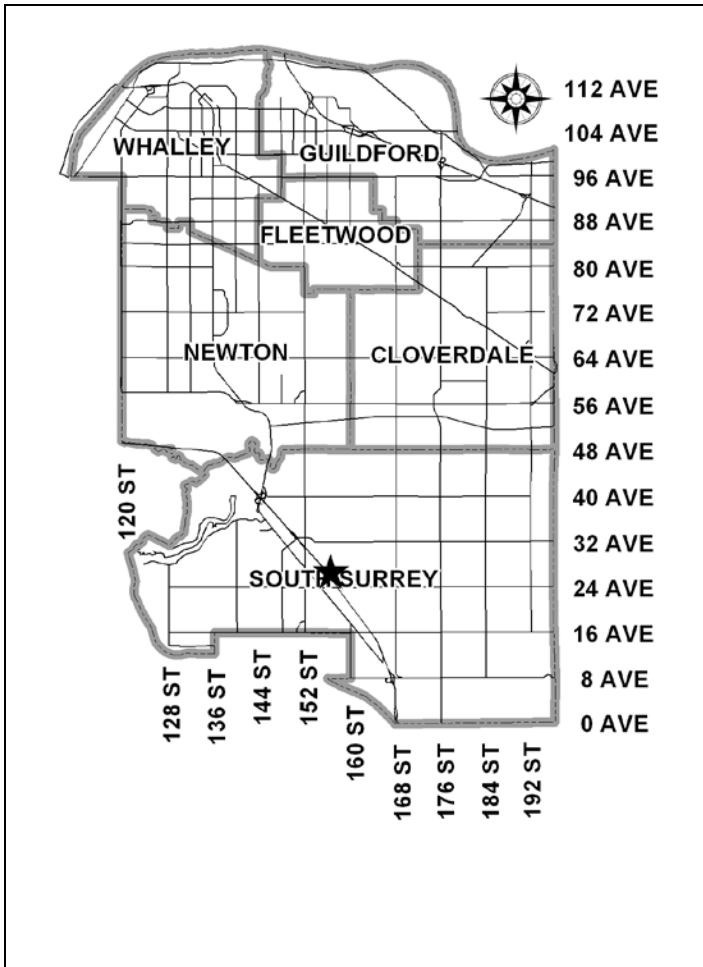 112 AVE
104 AVE
WHALLEY
GUILDFORD
96 AVE
88 AVE
FLEETWOOD
80 AVE
72 AVE
NEWTON
CLOVERDALE
64 AVE
56 AVE
48 AVE
120 ST
40 AVE
32 AVE
SOUTH SURREY
24 AVE
16 AVE
128 ST
136 ST
144 ST
152 ST
8 AVE
160 ST
0 AVE
168 ST
176 ST
184 ST
192 ST